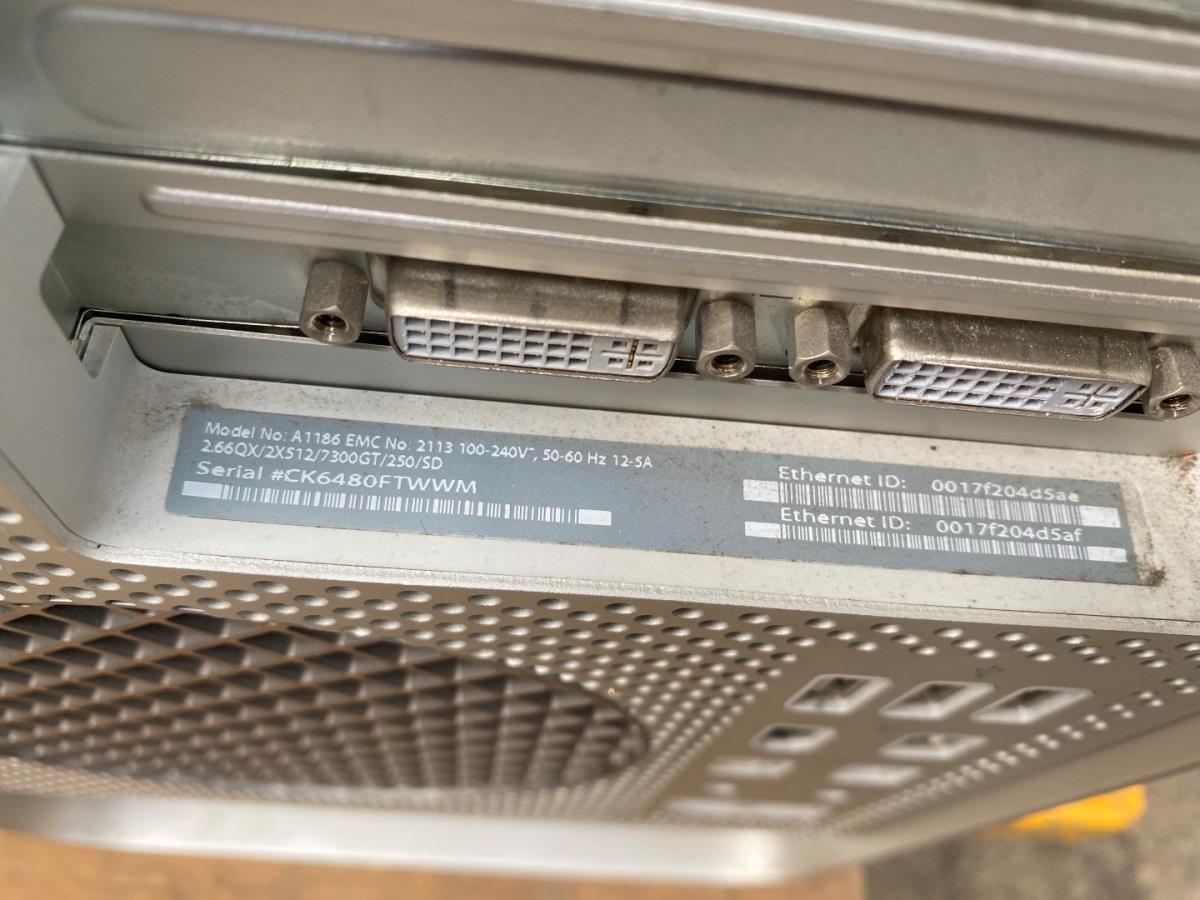 Model No: A1186 EMC No: 2113 100-240V~, 50-60 Hz 12-5A
2.66QX/2X512/7300GT/250/SD
Serial #CK6480FTWWM
Ethernet ID: 0017f204d5ae
Ethernet ID: 0017f204d5af